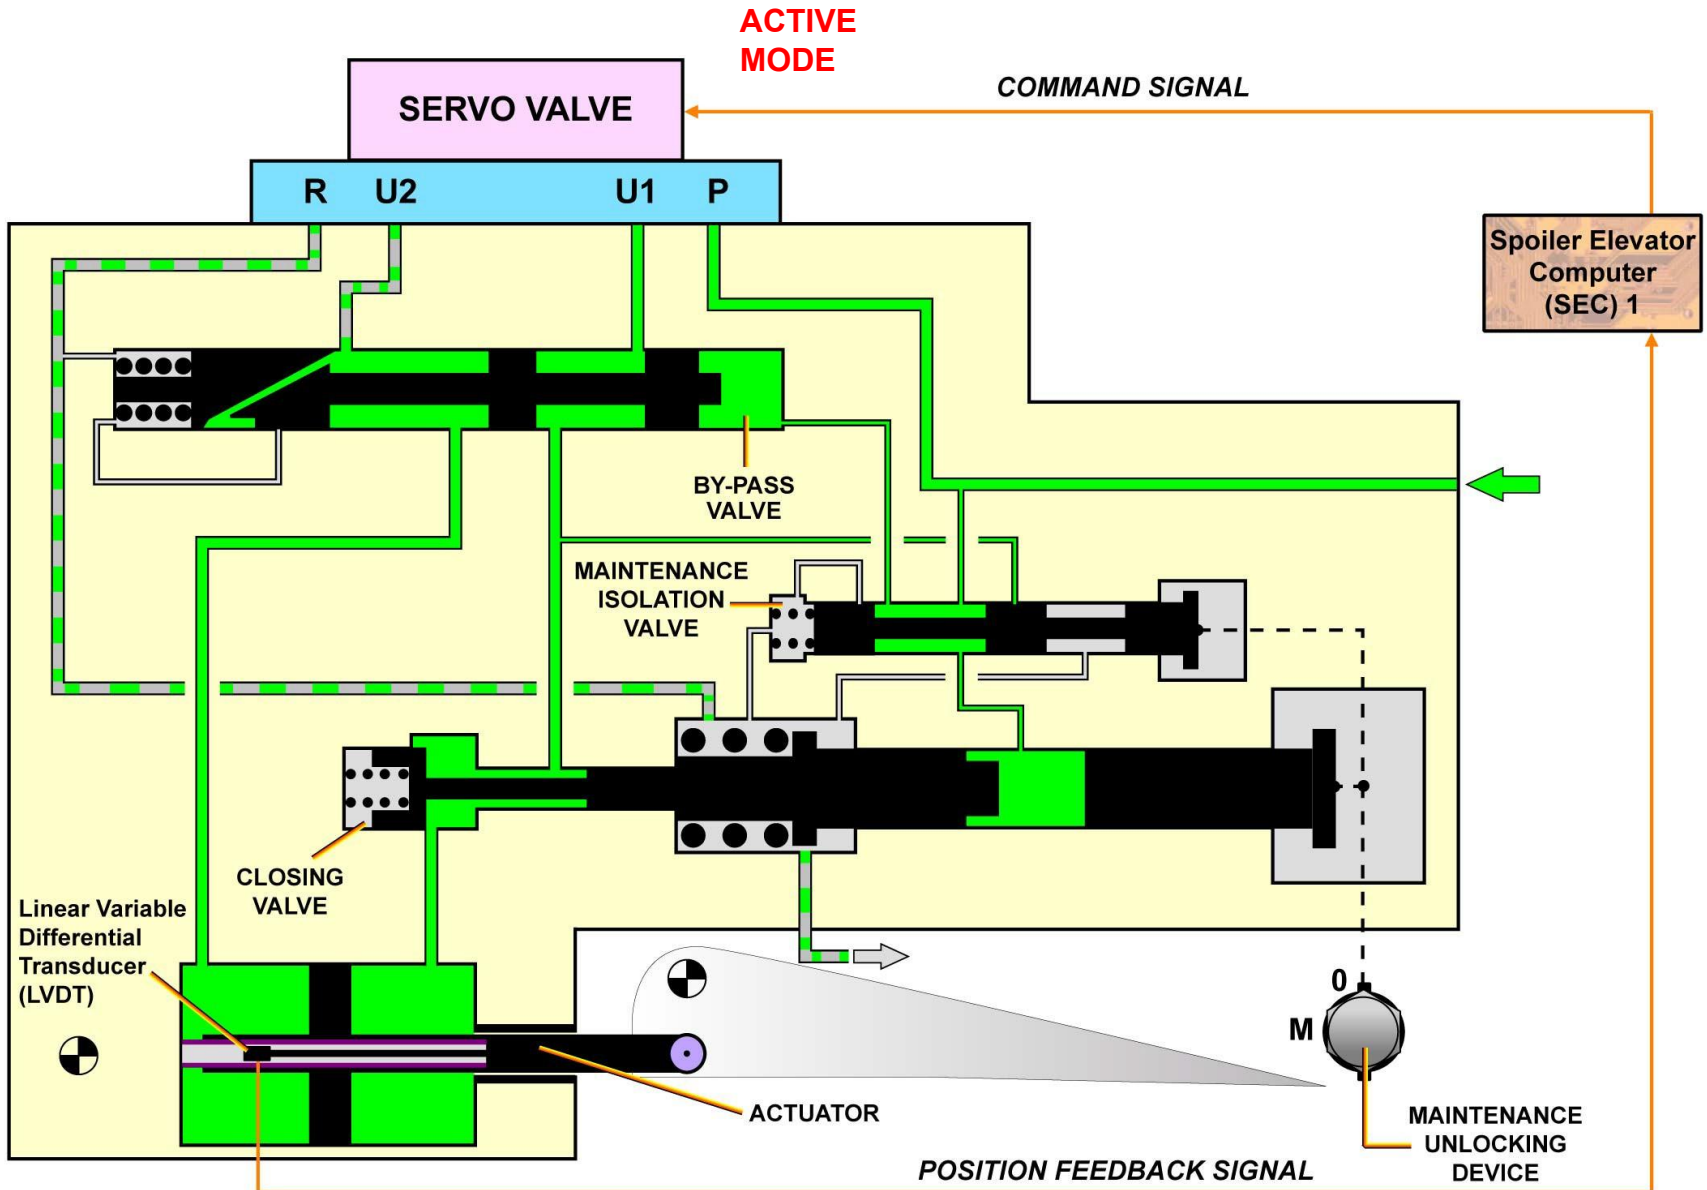 ACTIVE
MODE
COMMAND SIGNAL
SERVO VALVE
R U2 U1 P
Spoiler Elevator
Computer
(SEC) 1
BY-PASS
VALVE
MAINTENANCE
ISOLATION
VALVE
CLOSING
VALVE
Linear Variable
Differential
Transducer
(LVDT)
0
M
ACTUATOR
MAINTENANCE
UNLOCKING
DEVICE
POSITION FEEDBACK SIGNAL